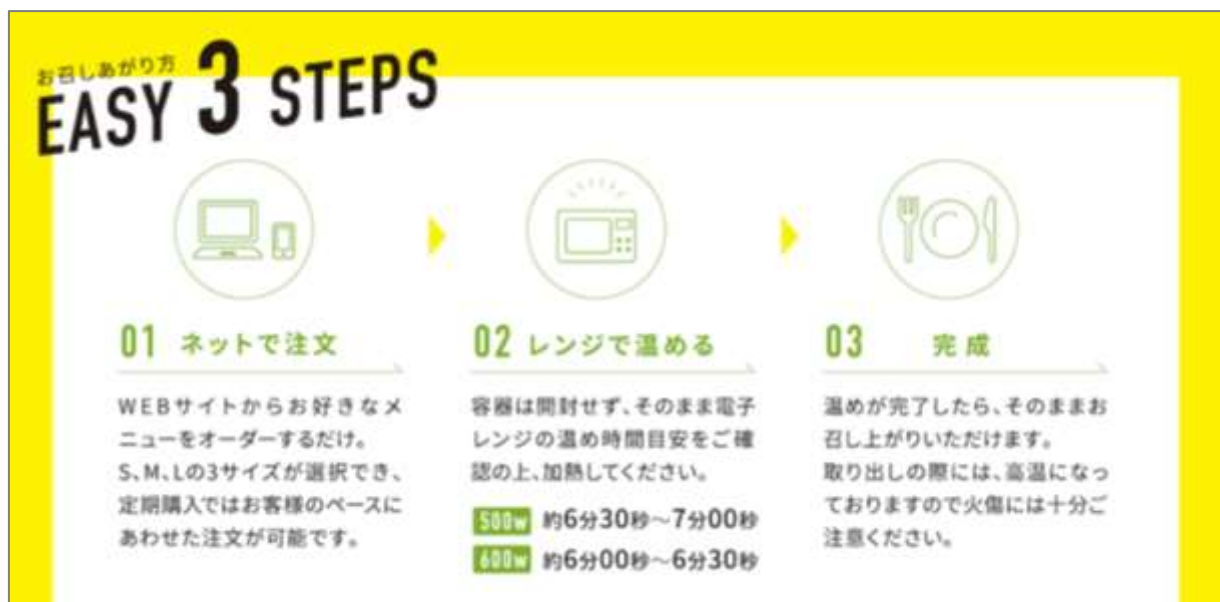 お召しあがり方
EASY 3 STEPS
01 ネットで注文
WEBサイトからお好きなメ
ニューをオーダーするだけ。
S、M、Lの3サイズが選択でき、
定期購入ではお客様のペースに
あわせた注文が可能です。
02 レンジで温める
容器は開封せず、そのまま電子
レンジの温め時間目安をご確
認の上、加熱してください。
500w 約6分30秒～7分00秒
600w 約6分00秒～6分30秒
03 完成
温めが完了したら、そのままお
召し上がりいただけます。
取り出しの際には、高温になっ
ておりますので火傷には十分ご
注意ください。